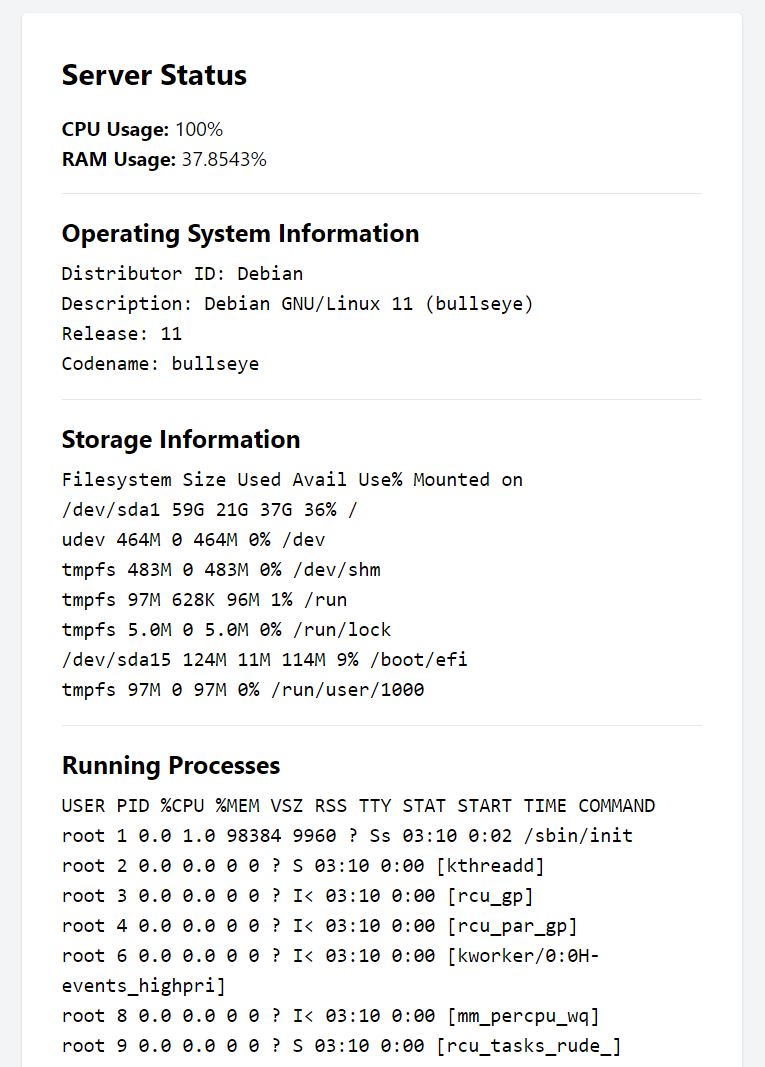 Server Status
CPU Usage: 100%
RAM Usage: 37.8543%
Operating System Information
Distributor ID: Debian
Description: Debian GNU/Linux 11 (bullseye)
Release: 11
Codename: bullseye
Storage Information
Filesystem Size Used Avail Use% Mounted on
/dev/sda1 59G 21G 37G 36% /
udev 464M 0 464M 0% /dev
tmpfs 483M 0 483M 0% /dev/shm
tmpfs 97M 628K 96M 1% /run
tmpfs 5.0M 0 5.0M 0% /run/lock
/dev/sda15 124M 11M 114M 9% /boot/efi
tmpfs 97M 0 97M 0% /run/user/1000
Running Processes
USER PID %CPU %MEM VSZ RSS TTY STAT START TIME COMMAND
root 1 0.0 1.0 98384 9960 ? Ss 03:10 0:02 /sbin/init
root 2 0.0 0.0 0 0 ? S 03:10 0:00 [kthreadd]
root 3 0.0 0.0 0 0 ? I< 03:10 0:00 [rcu_gp]
root 4 0.0 0.0 0 0 ? I< 03:10 0:00 [rcu_par_gp]
root 6 0.0 0.0 0 0 ? I< 03:10 0:00 [kworker/0:0H-
events_highpri]
root 8 0.0 0.0 0 0 ? I< 03:10 0:00 [mm_percpu_wq]
root 9 0.0 0.0 0 0 ? S 03:10 0:00 [rcu_tasks_rude_]